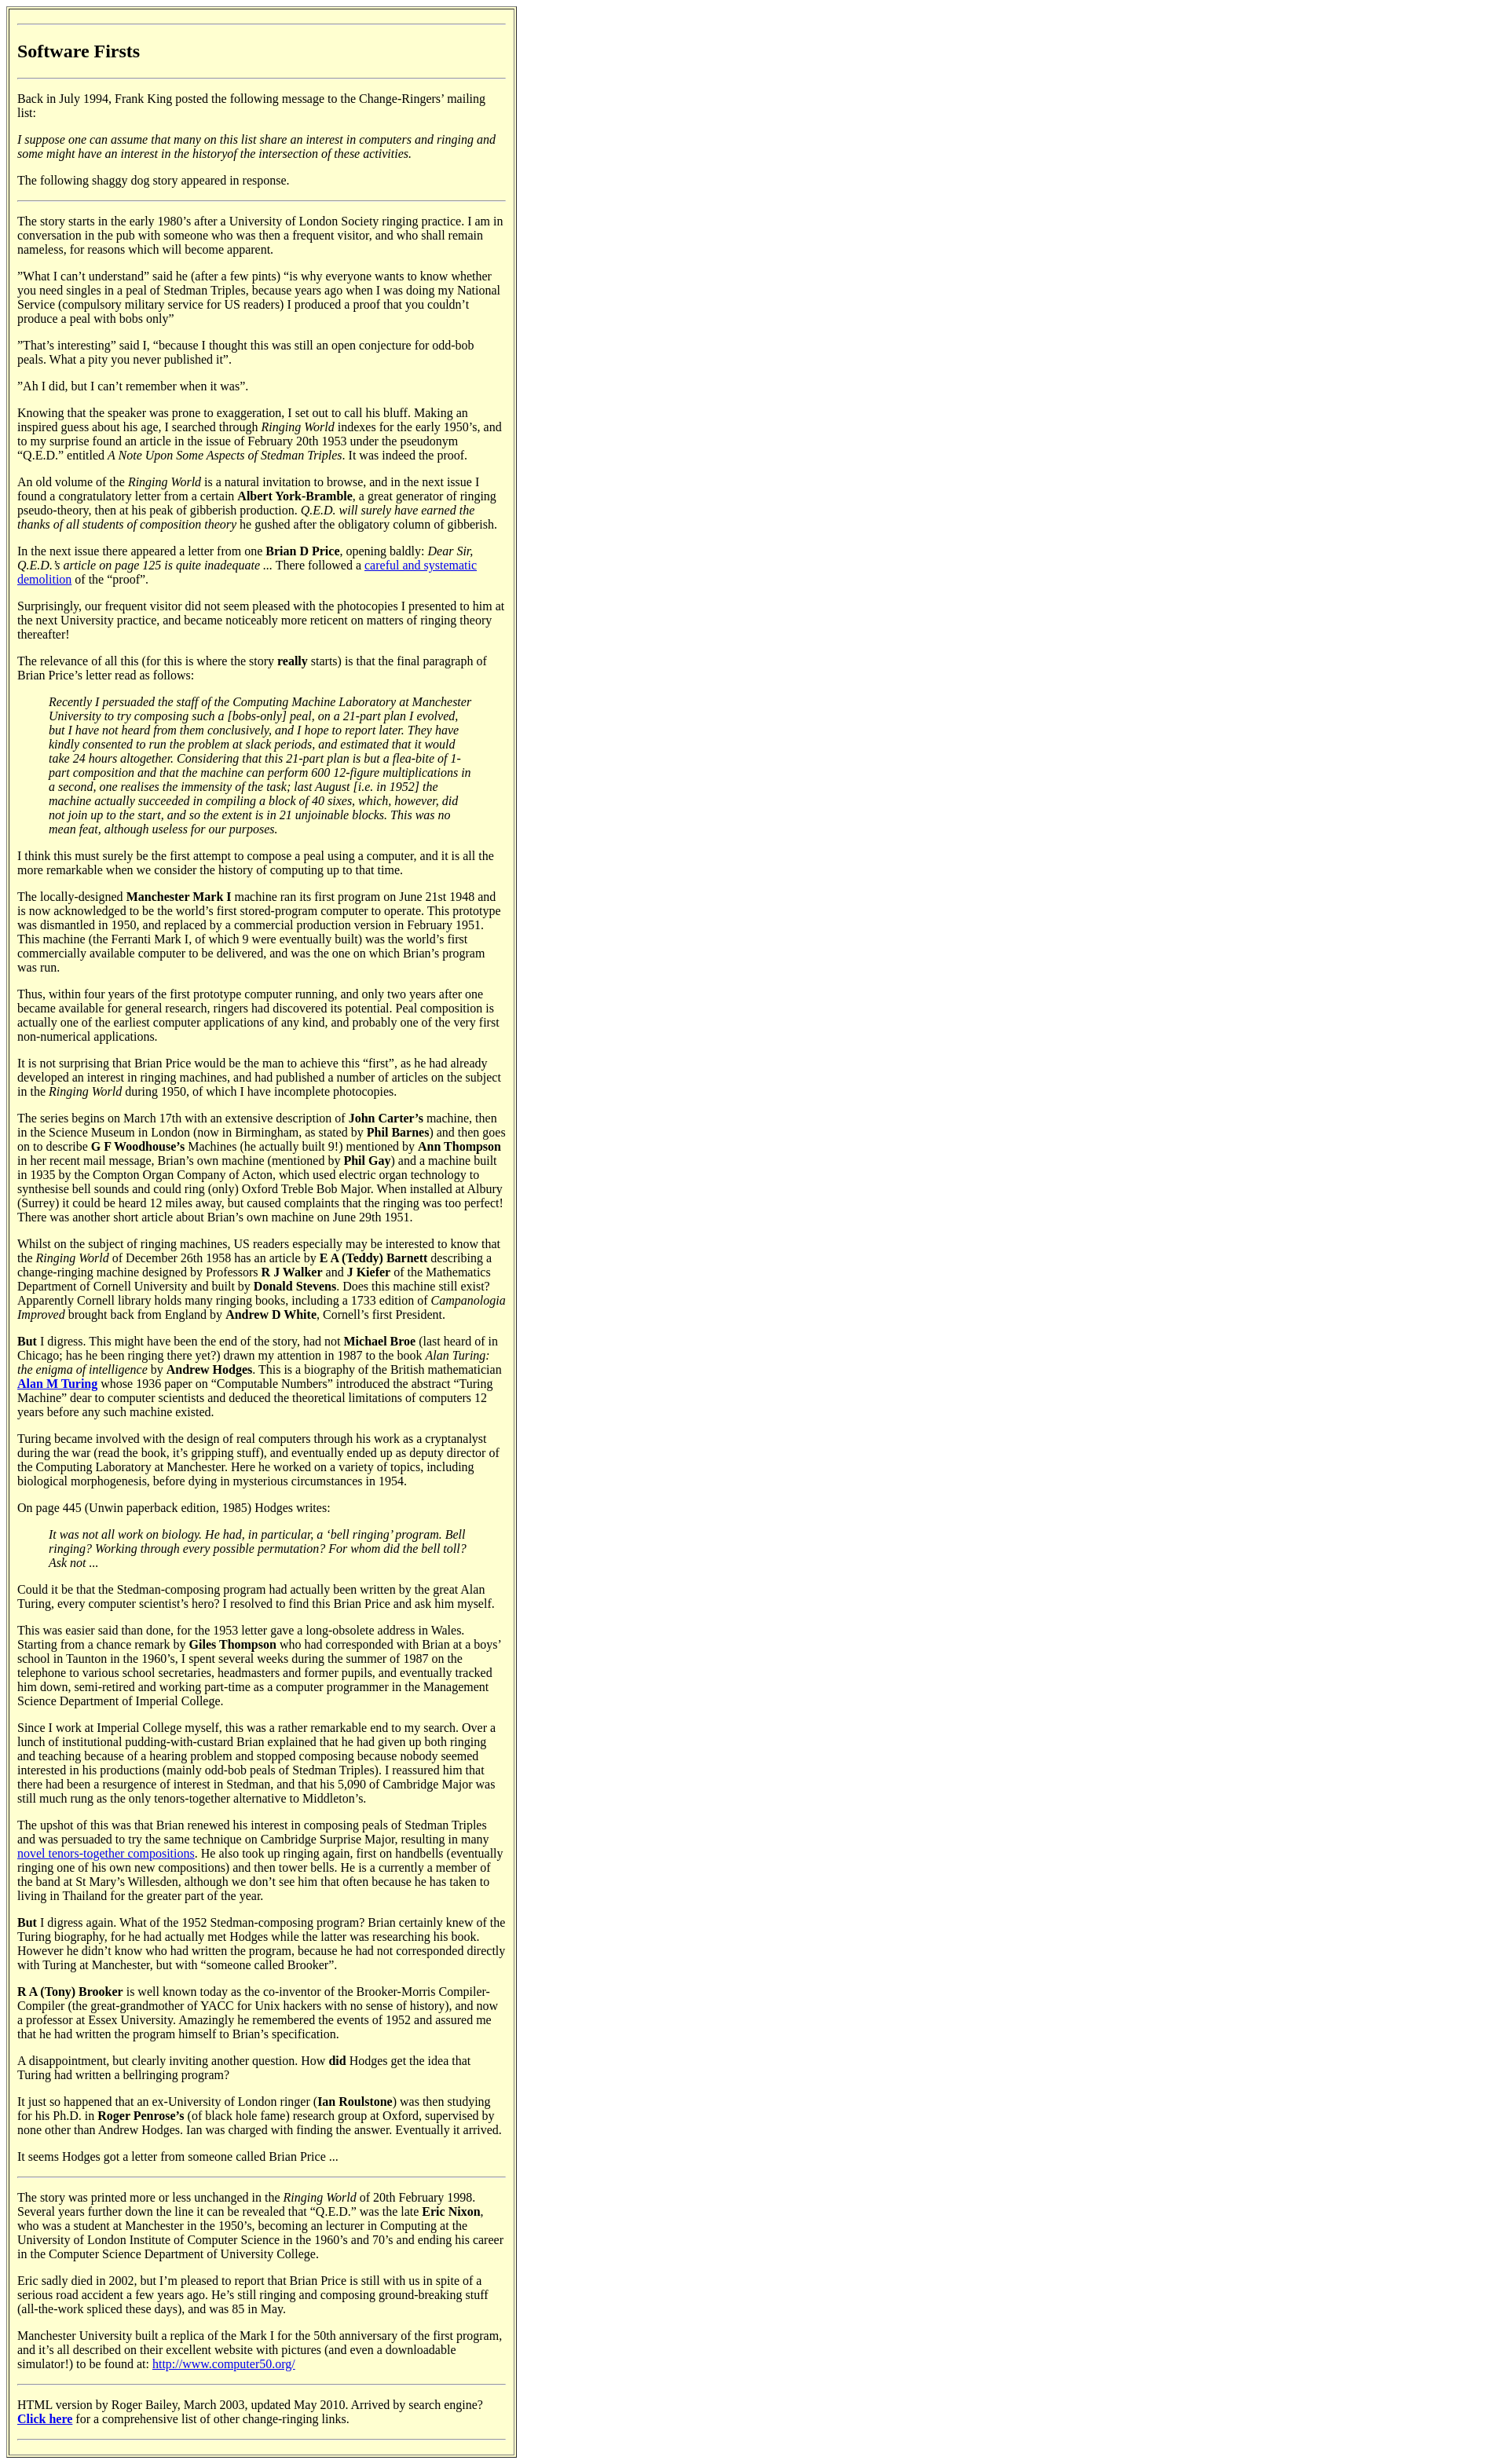 Software Firsts
Back in July 1994, Frank King posted the following message to the Change-Ringers’ mailing
list:
I suppose one can assume that many on this list share an interest in computers and ringing and
some might have an interest in the historyof the intersection of these activities.
The following shaggy dog story appeared in response.
The story starts in the early 1980’s after a University of London Society ringing practice. I am in
conversation in the pub with someone who was then a frequent visitor, and who shall remain
nameless, for reasons which will become apparent.
”What I can’t understand” said he (after a few pints) “is why everyone wants to know whether
you need singles in a peal of Stedman Triples, because years ago when I was doing my National
Service (compulsory military service for US readers) I produced a proof that you couldn’t
produce a peal with bobs only”
”That’s interesting” said I, “because I thought this was still an open conjecture for odd-bob
peals. What a pity you never published it”.
”Ah I did, but I can’t remember when it was”.
Knowing that the speaker was prone to exaggeration, I set out to call his bluff. Making an
inspired guess about his age, I searched through Ringing World indexes for the early 1950’s, and
to my surprise found an article in the issue of February 20th 1953 under the pseudonym
“Q.E.D.” entitled A Note Upon Some Aspects of Stedman Triples. It was indeed the proof.
An old volume of the Ringing World is a natural invitation to browse, and in the next issue I
found a congratulatory letter from a certain Albert York-Bramble, a great generator of ringing
pseudo-theory, then at his peak of gibberish production. Q.E.D. will surely have earned the
thanks of all students of composition theory he gushed after the obligatory column of gibberish.
In the next issue there appeared a letter from one Brian D Price, opening baldly: Dear Sir,
Q.E.D.’s article on page 125 is quite inadequate ... There followed a careful and systematic
demolition of the “proof”.
Surprisingly, our frequent visitor did not seem pleased with the photocopies I presented to him at
the next University practice, and became noticeably more reticent on matters of ringing theory
thereafter!
The relevance of all this (for this is where the story really starts) is that the final paragraph of
Brian Price’s letter read as follows:
Recently I persuaded the staff of the Computing Machine Laboratory at Manchester
University to try composing such a [bobs-only] peal, on a 21-part plan I evolved,
but I have not heard from them conclusively, and I hope to report later. They have
kindly consented to run the problem at slack periods, and estimated that it would
take 24 hours altogether. Considering that this 21-part plan is but a flea-bite of 1-
part composition and that the machine can perform 600 12-figure multiplications in
a second, one realises the immensity of the task; last August [i.e. in 1952] the
machine actually succeeded in compiling a block of 40 sixes, which, however, did
not join up to the start, and so the extent is in 21 unjoinable blocks. This was no
mean feat, although useless for our purposes.
I think this must surely be the first attempt to compose a peal using a computer, and it is all the
more remarkable when we consider the history of computing up to that time.
The locally-designed Manchester Mark I machine ran its first program on June 21st 1948 and
is now acknowledged to be the world’s first stored-program computer to operate. This prototype
was dismantled in 1950, and replaced by a commercial production version in February 1951.
This machine (the Ferranti Mark I, of which 9 were eventually built) was the world’s first
commercially available computer to be delivered, and was the one on which Brian’s program
was run.
Thus, within four years of the first prototype computer running, and only two years after one
became available for general research, ringers had discovered its potential. Peal composition is
actually one of the earliest computer applications of any kind, and probably one of the very first
non-numerical applications.
It is not surprising that Brian Price would be the man to achieve this “first”, as he had already
developed an interest in ringing machines, and had published a number of articles on the subject
in the Ringing World during 1950, of which I have incomplete photocopies.
The series begins on March 17th with an extensive description of John Carter’s machine, then
in the Science Museum in London (now in Birmingham, as stated by Phil Barnes) and then goes
on to describe G F Woodhouse’s Machines (he actually built 9!) mentioned by Ann Thompson
in her recent mail message, Brian’s own machine (mentioned by Phil Gay) and a machine built
in 1935 by the Compton Organ Company of Acton, which used electric organ technology to
synthesise bell sounds and could ring (only) Oxford Treble Bob Major. When installed at Albury
(Surrey) it could be heard 12 miles away, but caused complaints that the ringing was too perfect!
There was another short article about Brian’s own machine on June 29th 1951.
Whilst on the subject of ringing machines, US readers especially may be interested to know that
the Ringing World of December 26th 1958 has an article by E A (Teddy) Barnett describing a
change-ringing machine designed by Professors R J Walker and J Kiefer of the Mathematics
Department of Cornell University and built by Donald Stevens. Does this machine still exist?
Apparently Cornell library holds many ringing books, including a 1733 edition of Campanologia
Improved brought back from England by Andrew D White, Cornell’s first President.
But I digress. This might have been the end of the story, had not Michael Broe (last heard of in
Chicago; has he been ringing there yet?) drawn my attention in 1987 to the book Alan Turing:
the enigma of intelligence by Andrew Hodges. This is a biography of the British mathematician
Alan M Turing whose 1936 paper on “Computable Numbers” introduced the abstract “Turing
Machine” dear to computer scientists and deduced the theoretical limitations of computers 12
years before any such machine existed.
Turing became involved with the design of real computers through his work as a cryptanalyst
during the war (read the book, it’s gripping stuff), and eventually ended up as deputy director of
the Computing Laboratory at Manchester. Here he worked on a variety of topics, including
biological morphogenesis, before dying in mysterious circumstances in 1954.
On page 445 (Unwin paperback edition, 1985) Hodges writes:
It was not all work on biology. He had, in particular, a ‘bell ringing’ program. Bell
ringing? Working through every possible permutation? For whom did the bell toll?
Ask not ...
Could it be that the Stedman-composing program had actually been written by the great Alan
Turing, every computer scientist’s hero? I resolved to find this Brian Price and ask him myself.
This was easier said than done, for the 1953 letter gave a long-obsolete address in Wales.
Starting from a chance remark by Giles Thompson who had corresponded with Brian at a boys’
school in Taunton in the 1960’s, I spent several weeks during the summer of 1987 on the
telephone to various school secretaries, headmasters and former pupils, and eventually tracked
him down, semi-retired and working part-time as a computer programmer in the Management
Science Department of Imperial College.
Since I work at Imperial College myself, this was a rather remarkable end to my search. Over a
lunch of institutional pudding-with-custard Brian explained that he had given up both ringing
and teaching because of a hearing problem and stopped composing because nobody seemed
interested in his productions (mainly odd-bob peals of Stedman Triples). I reassured him that
there had been a resurgence of interest in Stedman, and that his 5,090 of Cambridge Major was
still much rung as the only tenors-together alternative to Middleton’s.
The upshot of this was that Brian renewed his interest in composing peals of Stedman Triples
and was persuaded to try the same technique on Cambridge Surprise Major, resulting in many
novel tenors-together compositions. He also took up ringing again, first on handbells (eventually
ringing one of his own new compositions) and then tower bells. He is a currently a member of
the band at St Mary’s Willesden, although we don’t see him that often because he has taken to
living in Thailand for the greater part of the year.
But I digress again. What of the 1952 Stedman-composing program? Brian certainly knew of the
Turing biography, for he had actually met Hodges while the latter was researching his book.
However he didn’t know who had written the program, because he had not corresponded directly
with Turing at Manchester, but with “someone called Brooker”.
R A (Tony) Brooker is well known today as the co-inventor of the Brooker-Morris Compiler-
Compiler (the great-grandmother of YACC for Unix hackers with no sense of history), and now
a professor at Essex University. Amazingly he remembered the events of 1952 and assured me
that he had written the program himself to Brian’s specification.
A disappointment, but clearly inviting another question. How did Hodges get the idea that
Turing had written a bellringing program?
It just so happened that an ex-University of London ringer (Ian Roulstone) was then studying
for his Ph.D. in Roger Penrose’s (of black hole fame) research group at Oxford, supervised by
none other than Andrew Hodges. Ian was charged with finding the answer. Eventually it arrived.
It seems Hodges got a letter from someone called Brian Price ...
The story was printed more or less unchanged in the Ringing World of 20th February 1998.
Several years further down the line it can be revealed that “Q.E.D.” was the late Eric Nixon,
who was a student at Manchester in the 1950’s, becoming an lecturer in Computing at the
University of London Institute of Computer Science in the 1960’s and 70’s and ending his career
in the Computer Science Department of University College.
Eric sadly died in 2002, but I’m pleased to report that Brian Price is still with us in spite of a
serious road accident a few years ago. He’s still ringing and composing ground-breaking stuff
(all-the-work spliced these days), and was 85 in May.
Manchester University built a replica of the Mark I for the 50th anniversary of the first program,
and it’s all described on their excellent website with pictures (and even a downloadable
simulator!) to be found at: http://www.computer50.org/
HTML version by Roger Bailey, March 2003, updated May 2010. Arrived by search engine?
Click here for a comprehensive list of other change-ringing links.